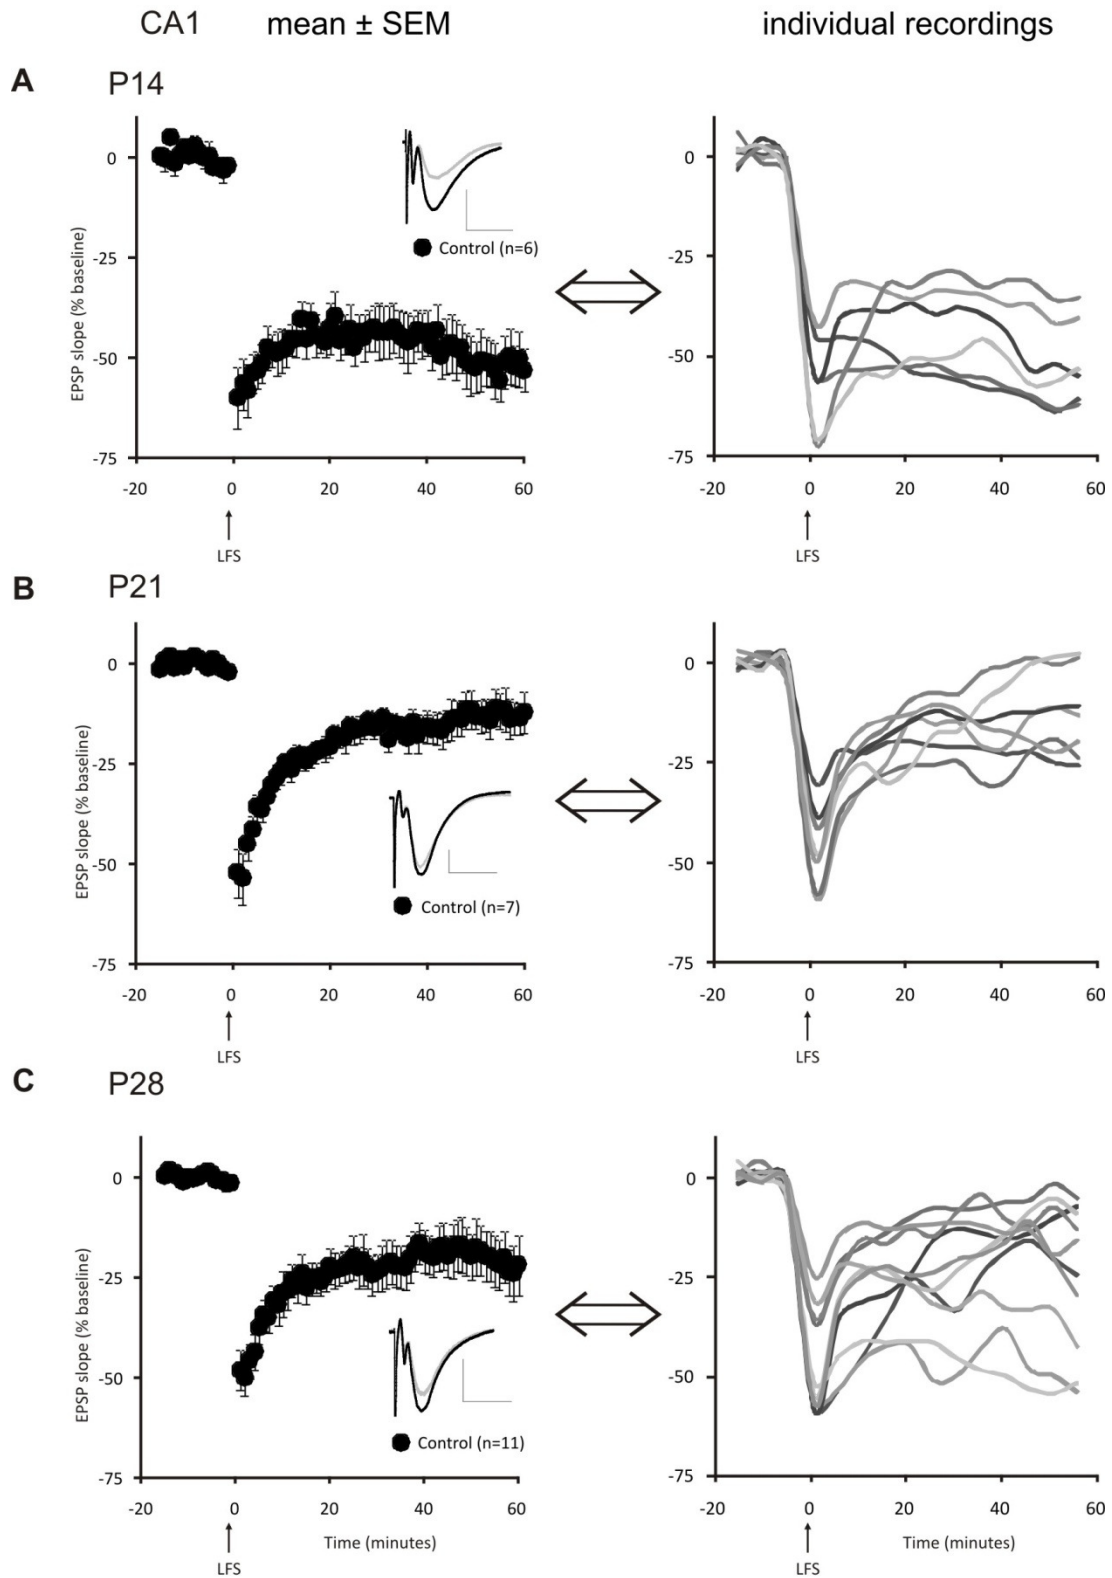 CA1 mean ± SEM individual recordings
A P14
0
-25
-50
-75
EPSP slope (% baseline)
Control (n=6)
-20 0 20 40 60
LFS
0
-25
-50
-75
-20 0 20 40 60
LFS
B P21
0
-25
-50
-75
EPSP slope (% baseline)
Control (n=7)
-20 0 20 40 60
LFS
0
-25
-50
-75
-20 0 20 40 60
LFS
C P28
0
-25
-50
-75
EPSP slope (% baseline)
Control (n=11)
-20 0 20 40 60
Time (minutes)
LFS
0
-25
-50
-75
-20 0 20 40 60
Time (minutes)
LFS